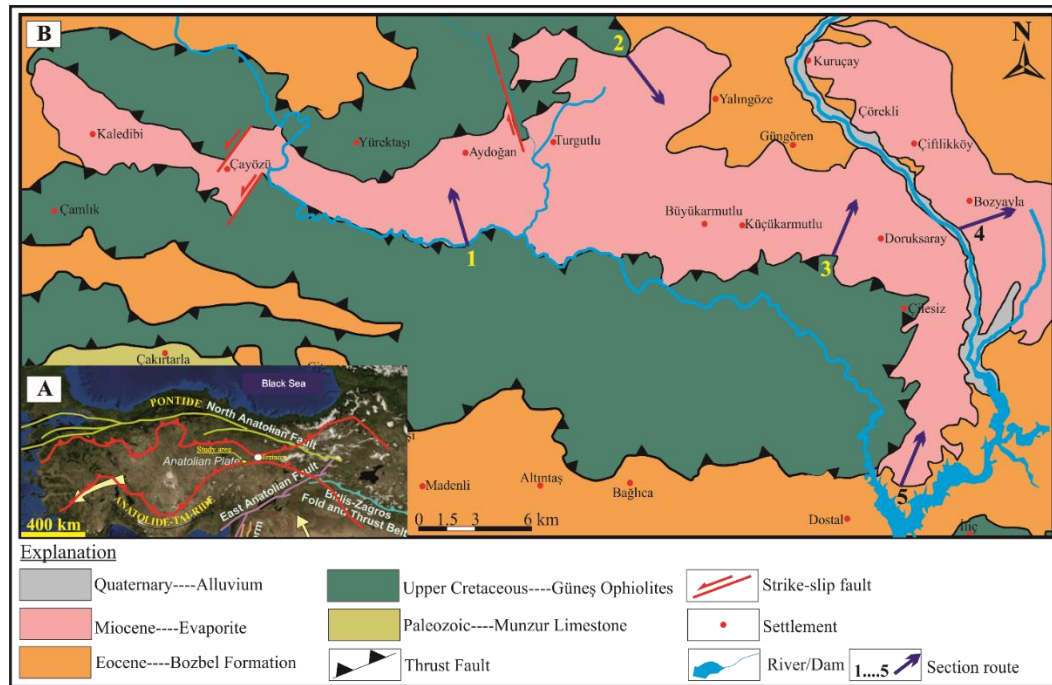 B
N
2
Kuruçay
Yalıngöze
Çörekli
Kaledibi
Yürektaşı
Aydoğan
Turgutlu
Güngören
Çiftlikköy
Çayözü
Çamlık
Büyükarmutlu
Küçükarmutlu
Bozyayla
Doruksaray
4
1
3
Çilesiz
Çakırtarla
A
Black Sea
PONTIDE
North Anatolian Fault
Study area
Anatolian Plate
ANATOLIDE-TAURIDE
East Anatolian Fault
Bitlis-Zagros
Fold and Thrust Belt
400 km
Madenli
Altıntaş
Bağlıca
5
Dostal
İliç
0 1.5 3 6 km
Explanation
Quaternary----Alluvium
Upper Cretaceous----Güneş Ophiolites
Strike-slip fault
Miocene---Evaporite
Paleozoic----Munzur Limestone
Settlement
Eocene----Bozbel Formation
Thrust Fault
River/Dam
1....5
Section route